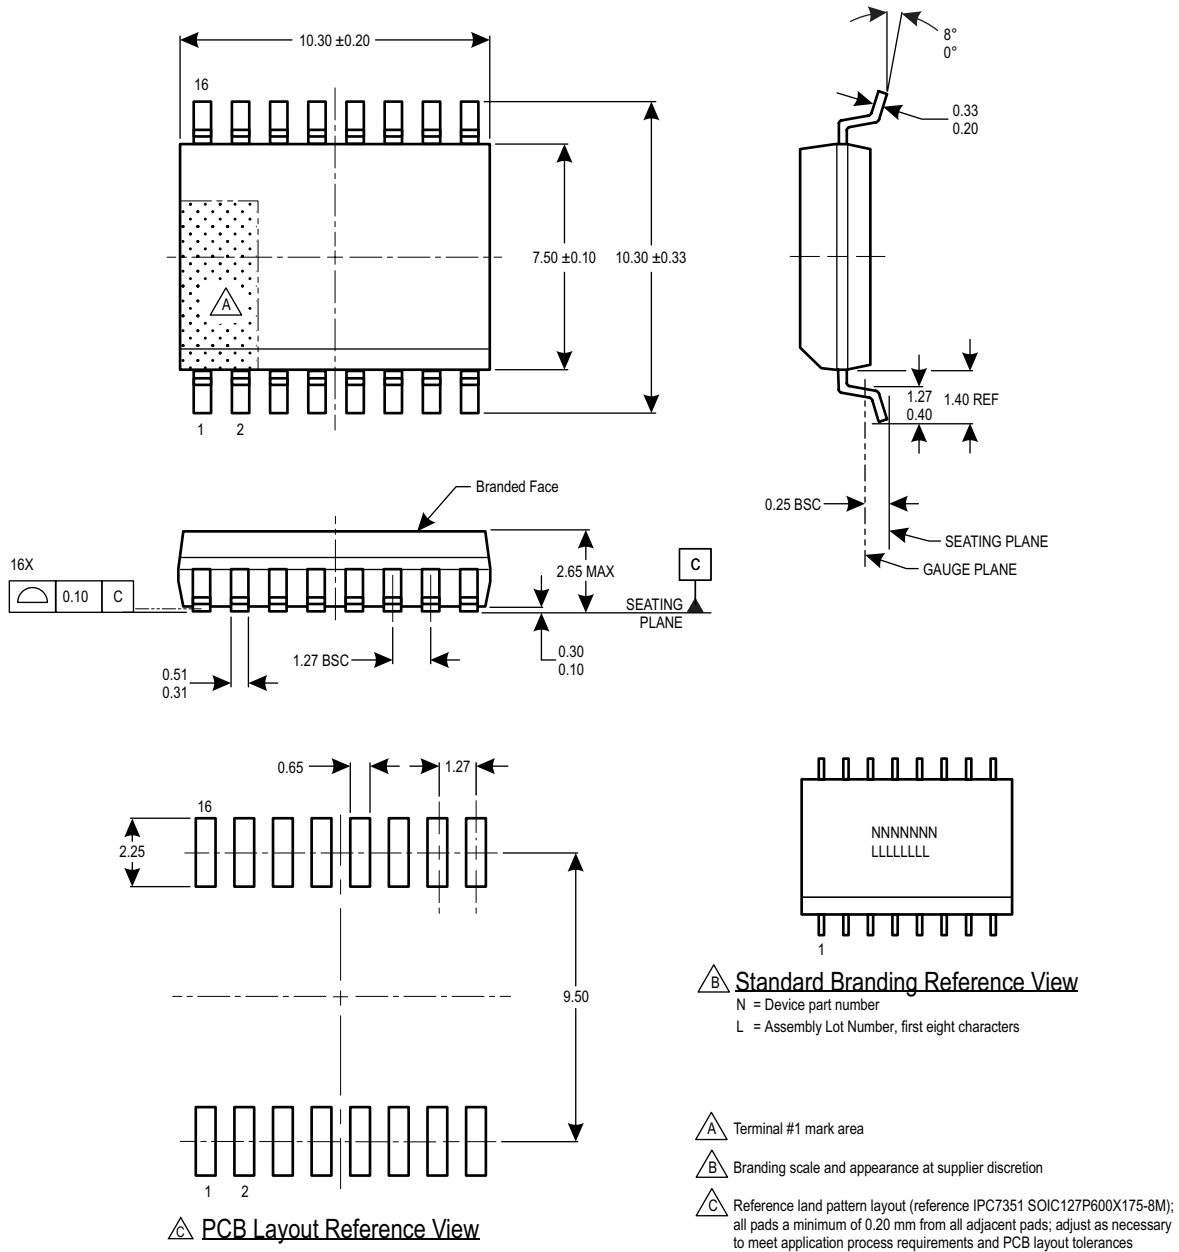 10.30 ±0.20
16
A
1
2
7.50 ±0.10
10.30 ±0.33
8°
0°
0.33
0.20
1.27
0.40
1.40 REF
0.25 BSC
SEATING PLANE
GAUGE PLANE
Branded Face
16X
0.10
C
2.65 MAX
C
SEATING
PLANE
0.30
0.10
1.27 BSC
0.51
0.31
0.65
1.27
16
2.25
9.50
1
2
C PCB Layout Reference View
NNNNNNN
LLLLLLLL
1
B Standard Branding Reference View
N = Device part number
L = Assembly Lot Number, first eight characters
A Terminal #1 mark area
B Branding scale and appearance at supplier discretion
C Reference land pattern layout (reference IPC7351 SOIC127P600X175-8M);
all pads a minimum of 0.20 mm from all adjacent pads; adjust as necessary
to meet application process requirements and PCB layout tolerances